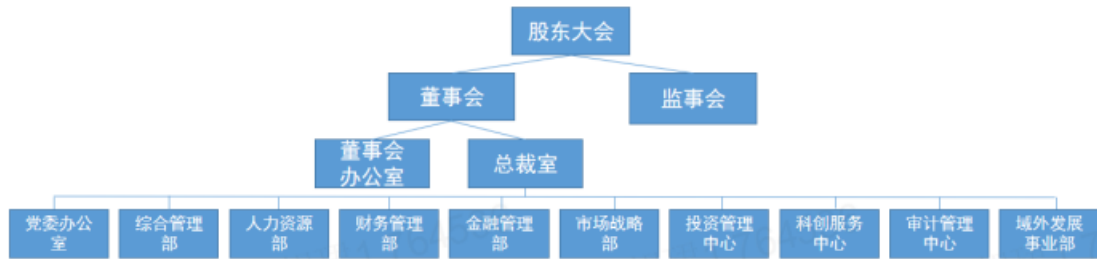 股东大会
董事会
监事会
董事会
办公室
总裁室
党委办公
室
综合管理
部
人力资源
部
财务管理
部
金融管理
部
市场战略
部
投资管理
中心
科创服务
中心
审计管理
中心
域外发展
事业部